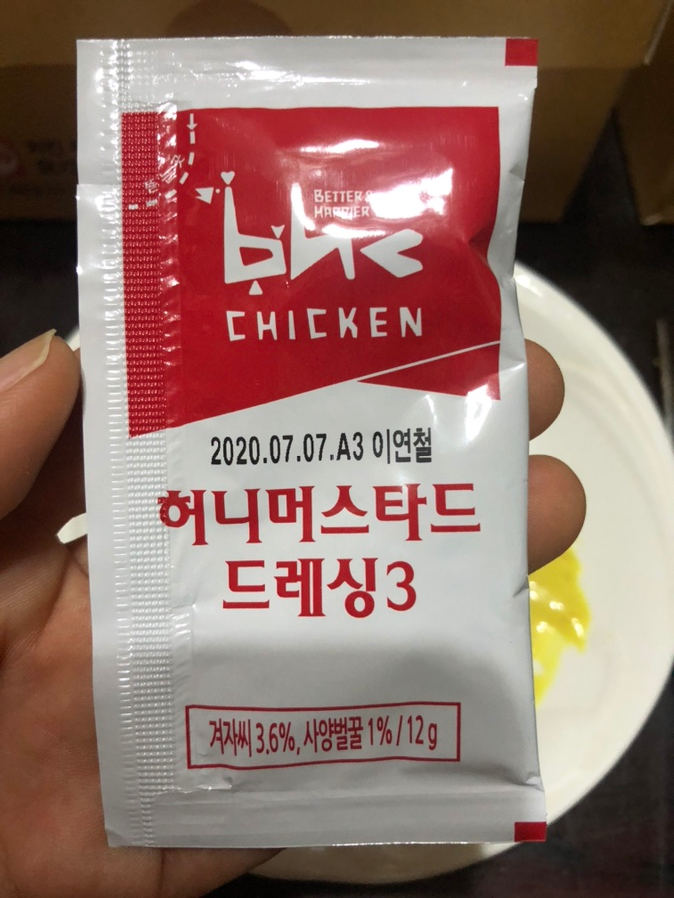 BETTER &
HAPPIER
bhc
CHICKEN
2020.07.07.A3 이연철
허니머스타드
드레싱3
겨자씨 3.6%, 사양벌꿀 1% / 12 g